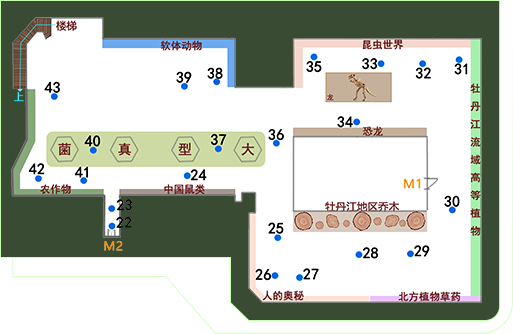 楼梯
上
软体动物
昆虫世界
35
33
32
31
43
39
38
龙
34
恐龙
36
菌
40
真
型
37
大
牡丹江流域高等植物
42
41
24
农作物
中国鼠类
M1
牡丹江地区乔木
30
23
22
M2
25
28
29
26
27
人的奥秘
北方植物草药